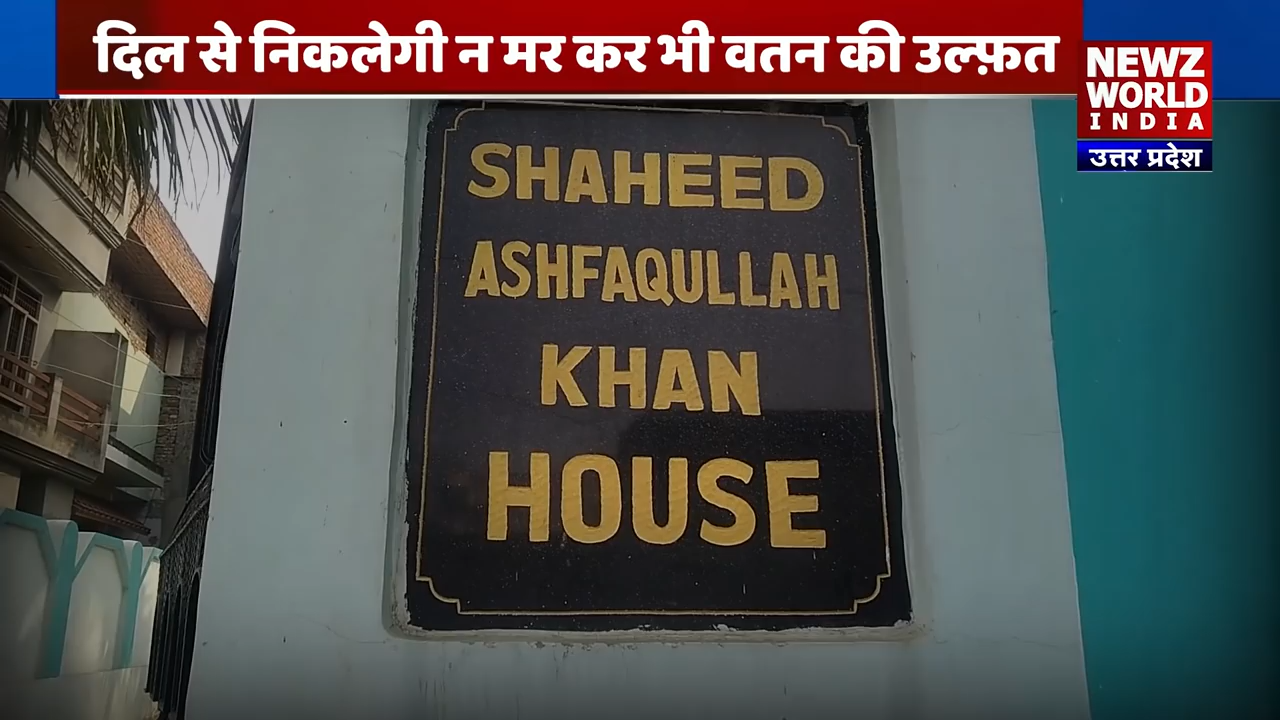 दिल से निकलेगी न मर कर भी वतन की उल्फ़त
NEWZ
WORLD
INDIA
उत्तर प्रदेश
SHAHEED
ASHFAQULLAH
KHAN
HOUSE